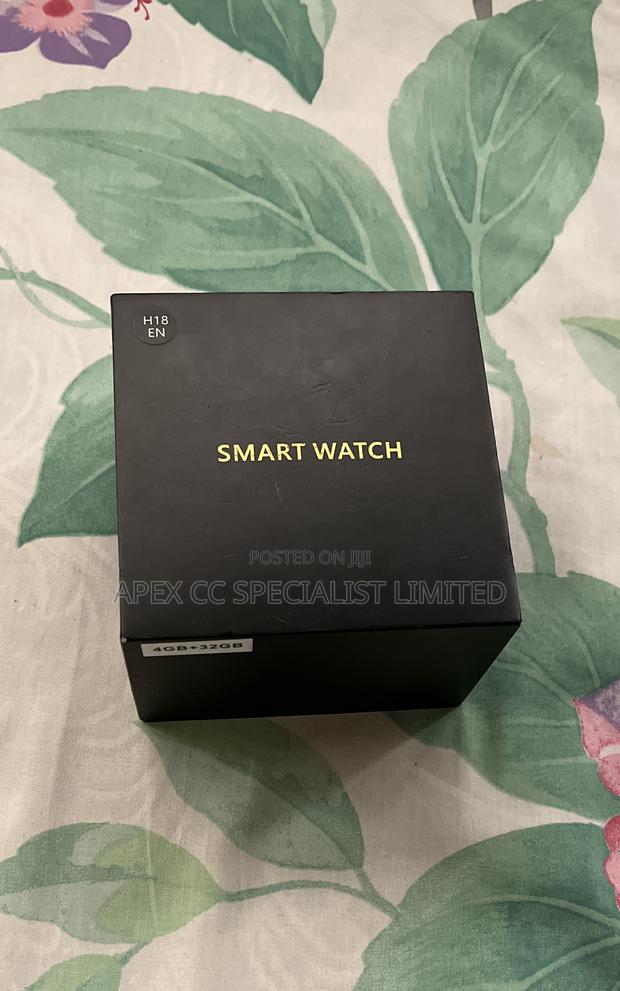 H18
EN
SMART WATCH
POSTED ON JIJI
APEX CC SPECIALIST LIMITED
4GB+32GB